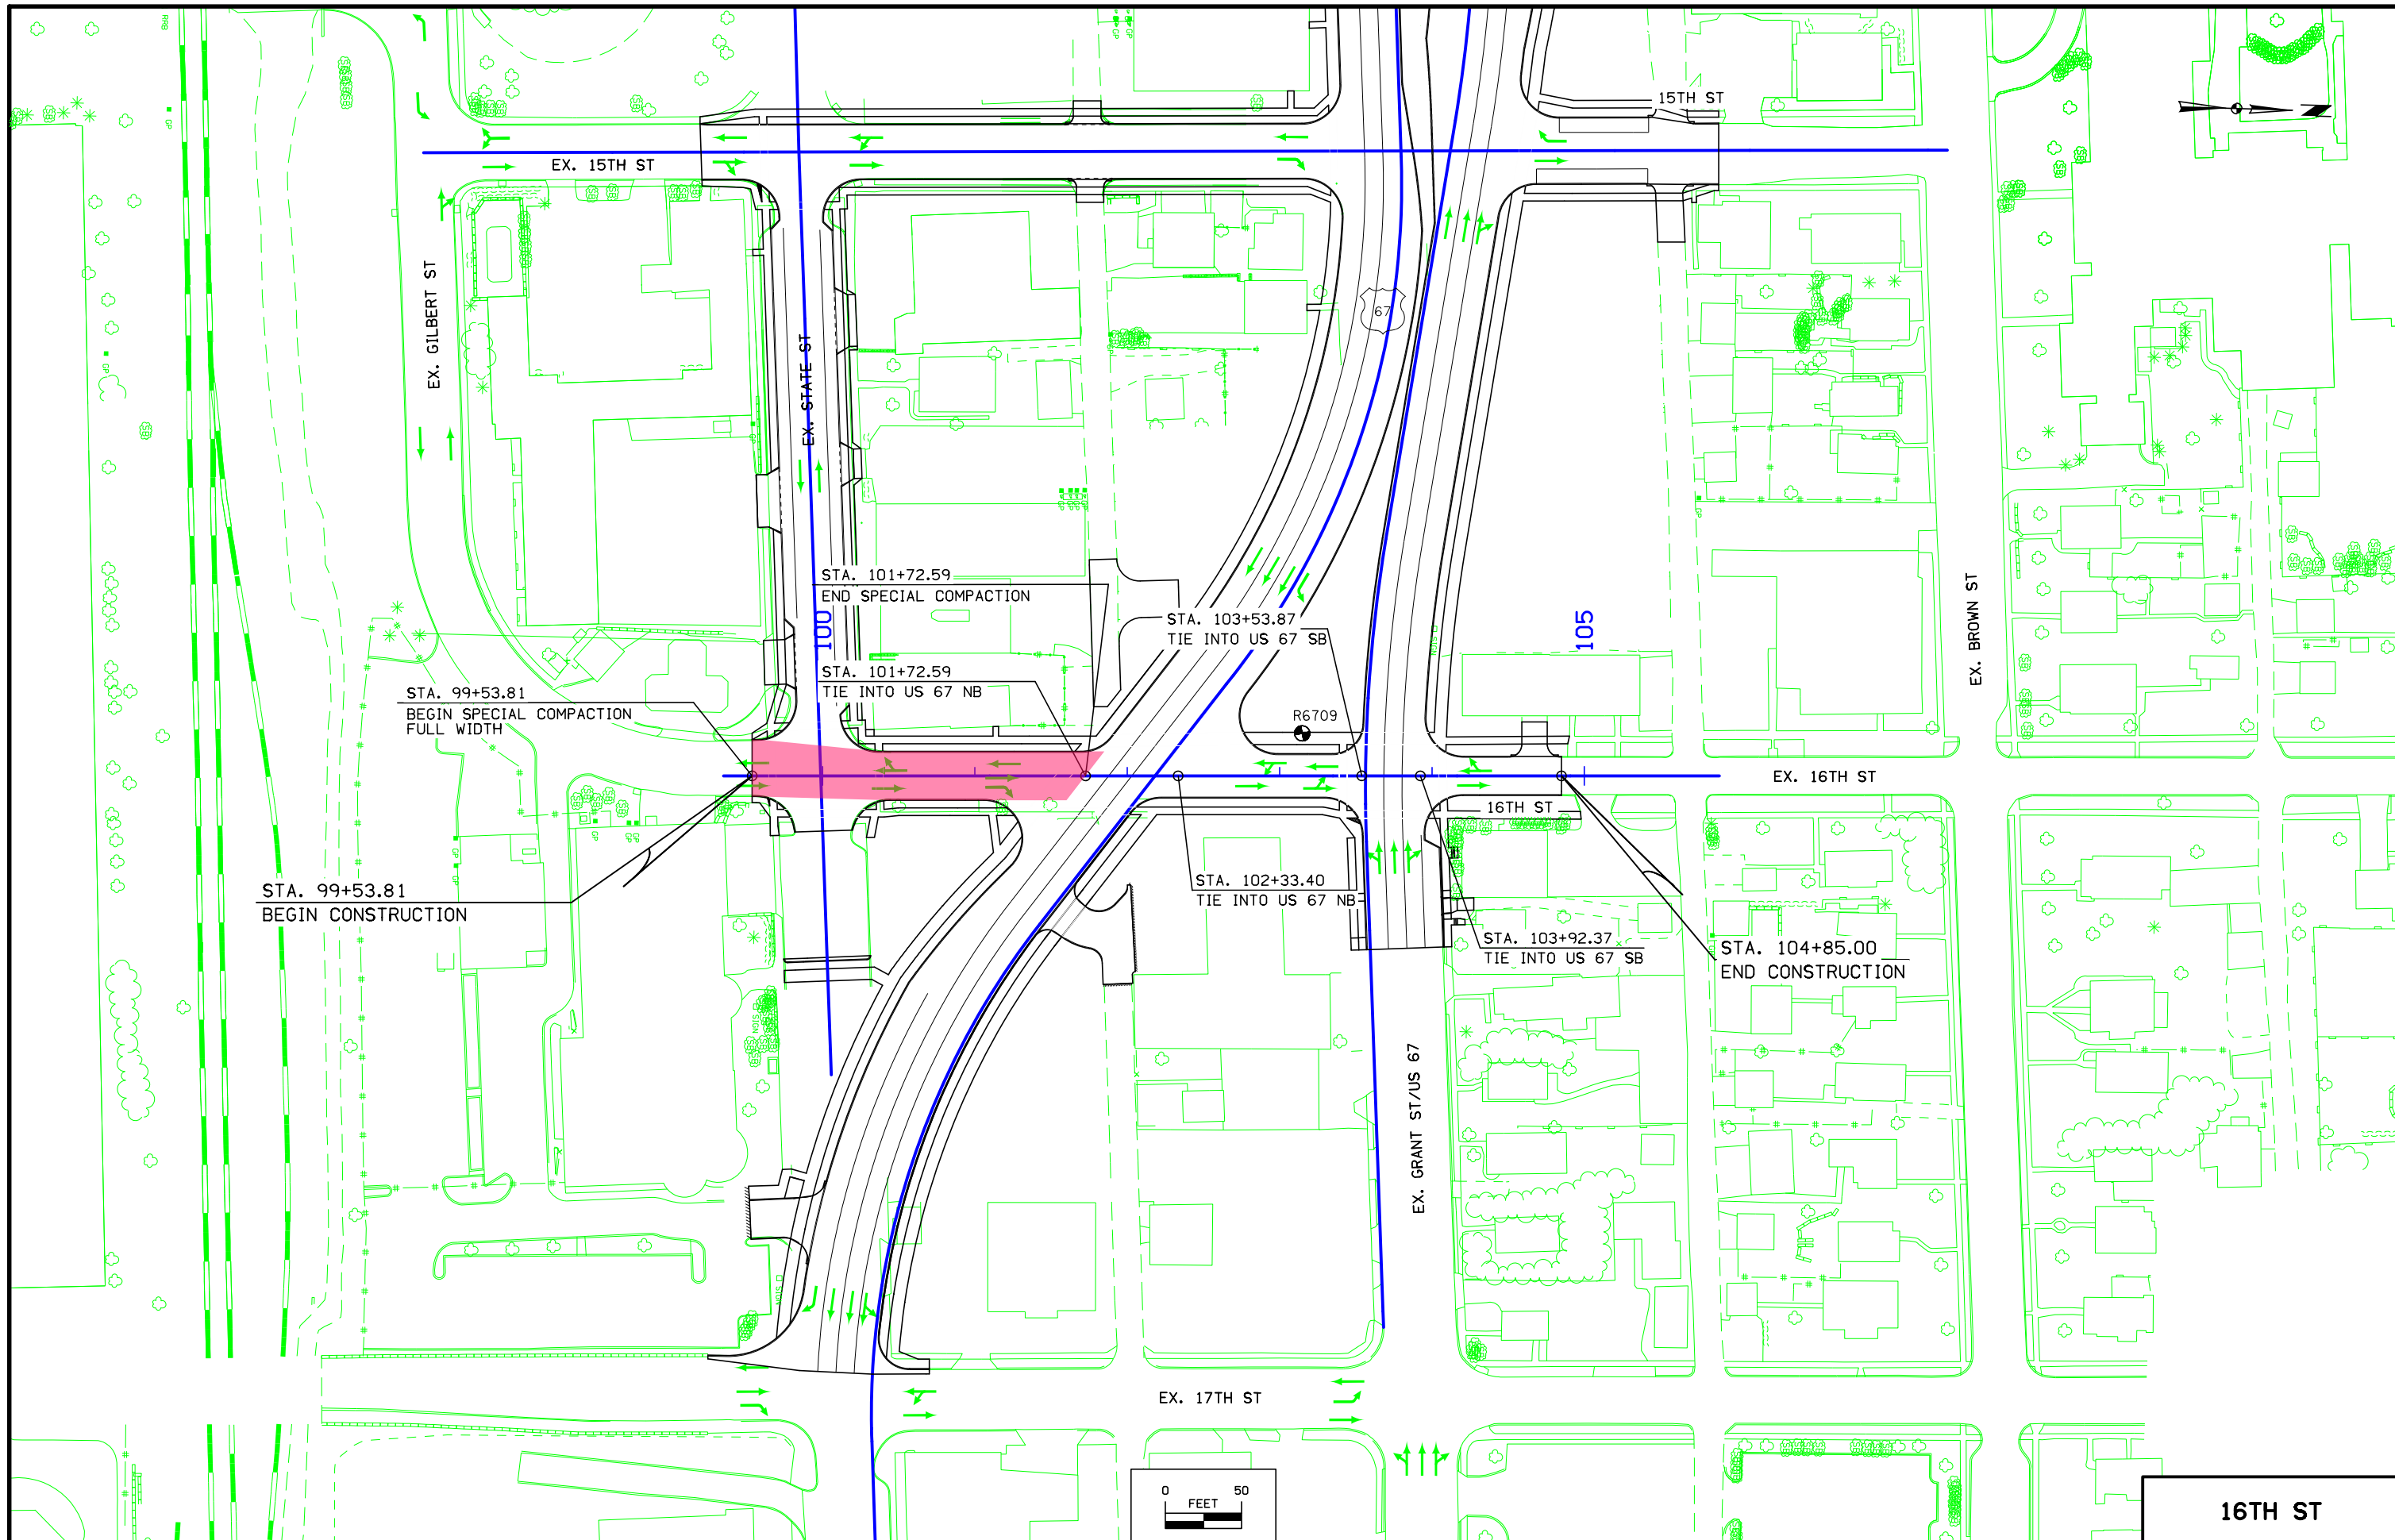 15TH ST
EX. 15TH ST
EX. GILBERT ST
EX. STATE ST
67
STA. 101+72.59
END SPECIAL COMPACTION
100
STA. 103+53.87
TIE INTO US 67 SB
105
EX. BROWN ST
STA. 101+72.59
TIE INTO US 67 NB
STA. 99+53.81
BEGIN SPECIAL COMPACTION
FULL WIDTH
R6709
EX. 16TH ST
16TH ST
STA. 99+53.81
BEGIN CONSTRUCTION
STA. 102+33.40
TIE INTO US 67 NB
STA. 103+92.37
TIE INTO US 67 SB
STA. 104+85.00
END CONSTRUCTION
EX. GRANT ST/US 67
EX. 17TH ST
0 50
FEET
16TH ST